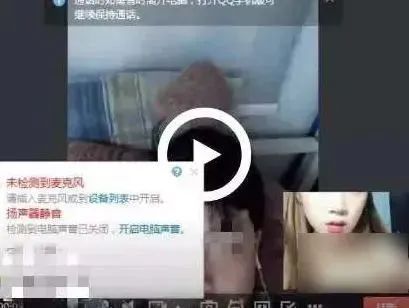 继续保持通话。
未检测到麦克风
请插入麦克风或到设备列表中开启。
扬声器静音
检测到电脑声音已关闭，开启电脑声音。